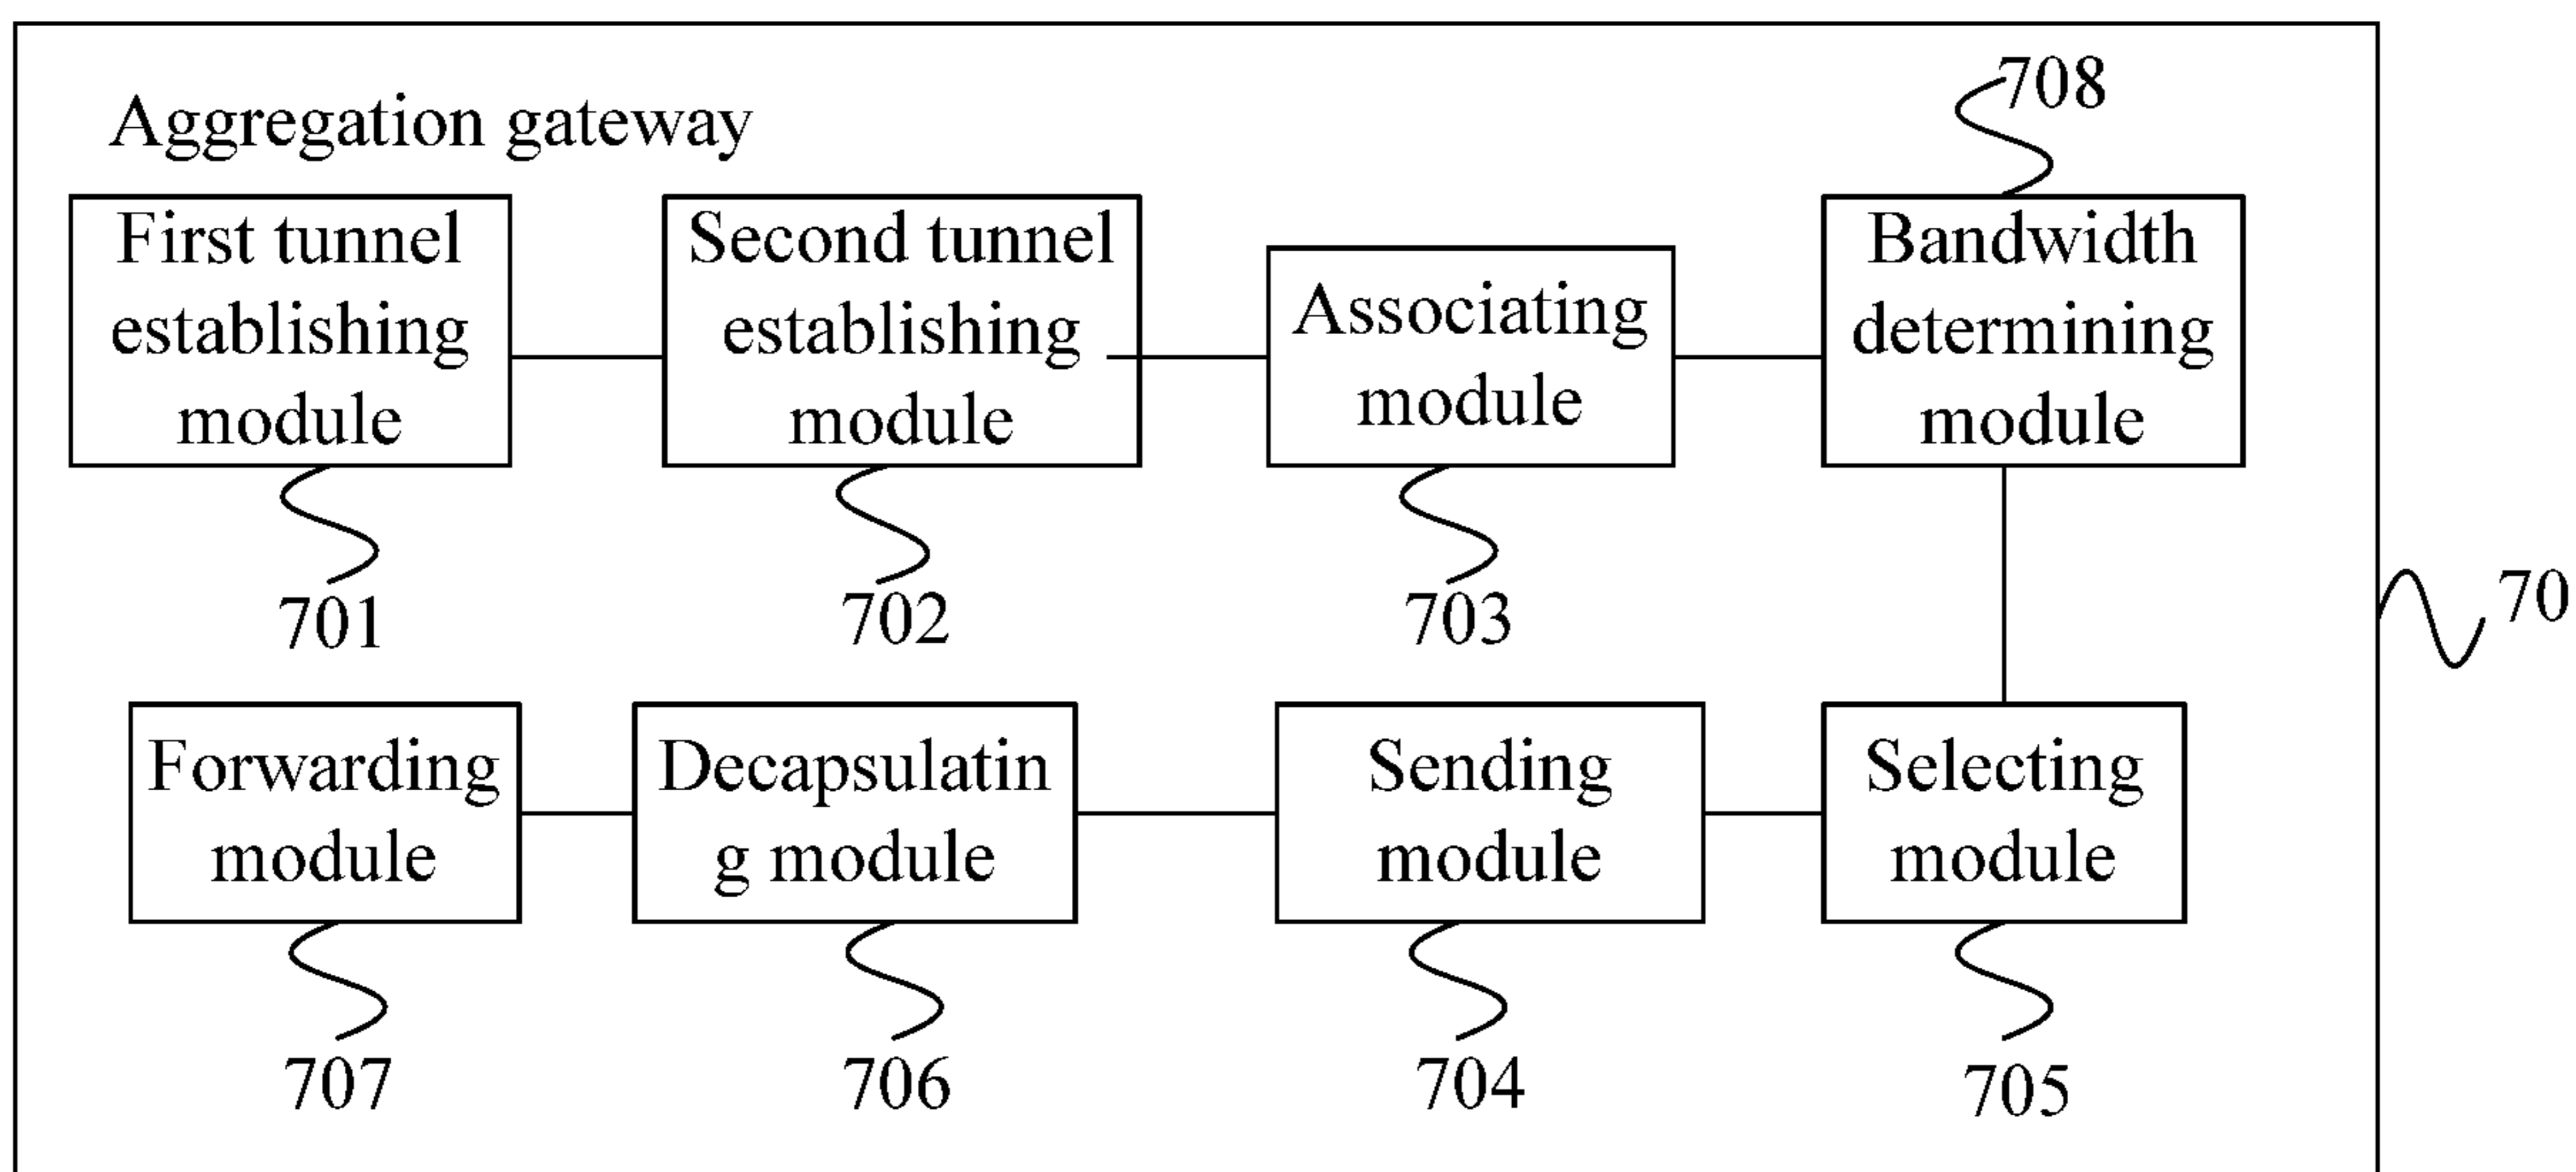 Aggregation gateway
708
First tunnel
establishing
module
Second tunnel
establishing
module
Associating
module
Bandwidth
determining
module
701
702
703
70
Forwarding
module
Decapsulatin
g module
Sending
module
Selecting
module
707
706
704
705